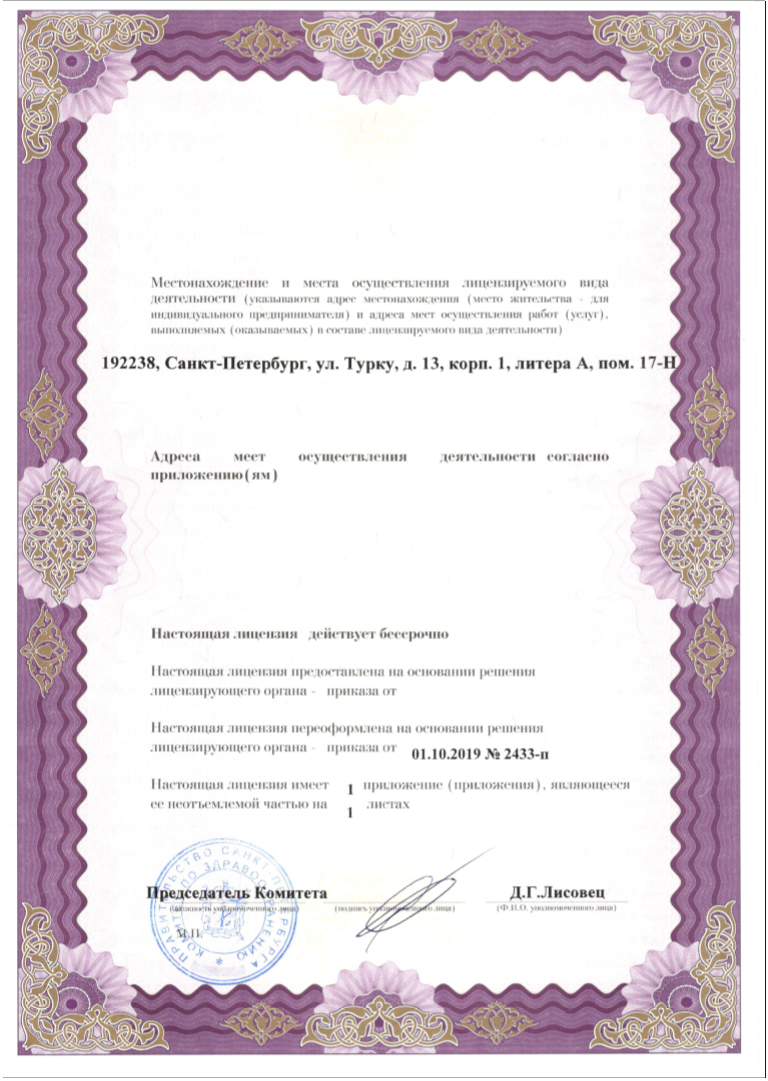 Местонахождение и места осуществления лицензируемого вида
деятельности (указываются адрес местонахождения (место жительства - для
индивидуального предпринимателя) и адреса мест осуществления работ (услуг),
выполняемых (оказываемых) в составе лицензируемого вида деятельности)
192238, Санкт-Петербург, ул. Турку, д. 13, корп. 1, литера А, пом. 17-Н
Адреса мест осуществления деятельности согласно
приложению(ям)
Настоящая лицензия действует бессрочно
Настоящая лицензия предоставлена на основании решения
лицензирующего органа - приказа от
Настоящая лицензия переоформлена на основании решения
лицензирующего органа - приказа от 01.10.2019 № 2433-п
Настоящая лицензия имеет 1 приложение (приложения), являющееся
ее неотъемлемой частью на 1 листах
ПРАВИТЕЛЬСТВО САНКТ-ПЕТЕРБУРГА
КОМИТЕТ ПО ЗДРАВООХРАНЕНИЮ
Председатель Комитета Д.Г.Лисовец
(должность уполномоченного лица) (подпись уполномоченного лица) (Ф.И.О. уполномоченного лица)
М.П.